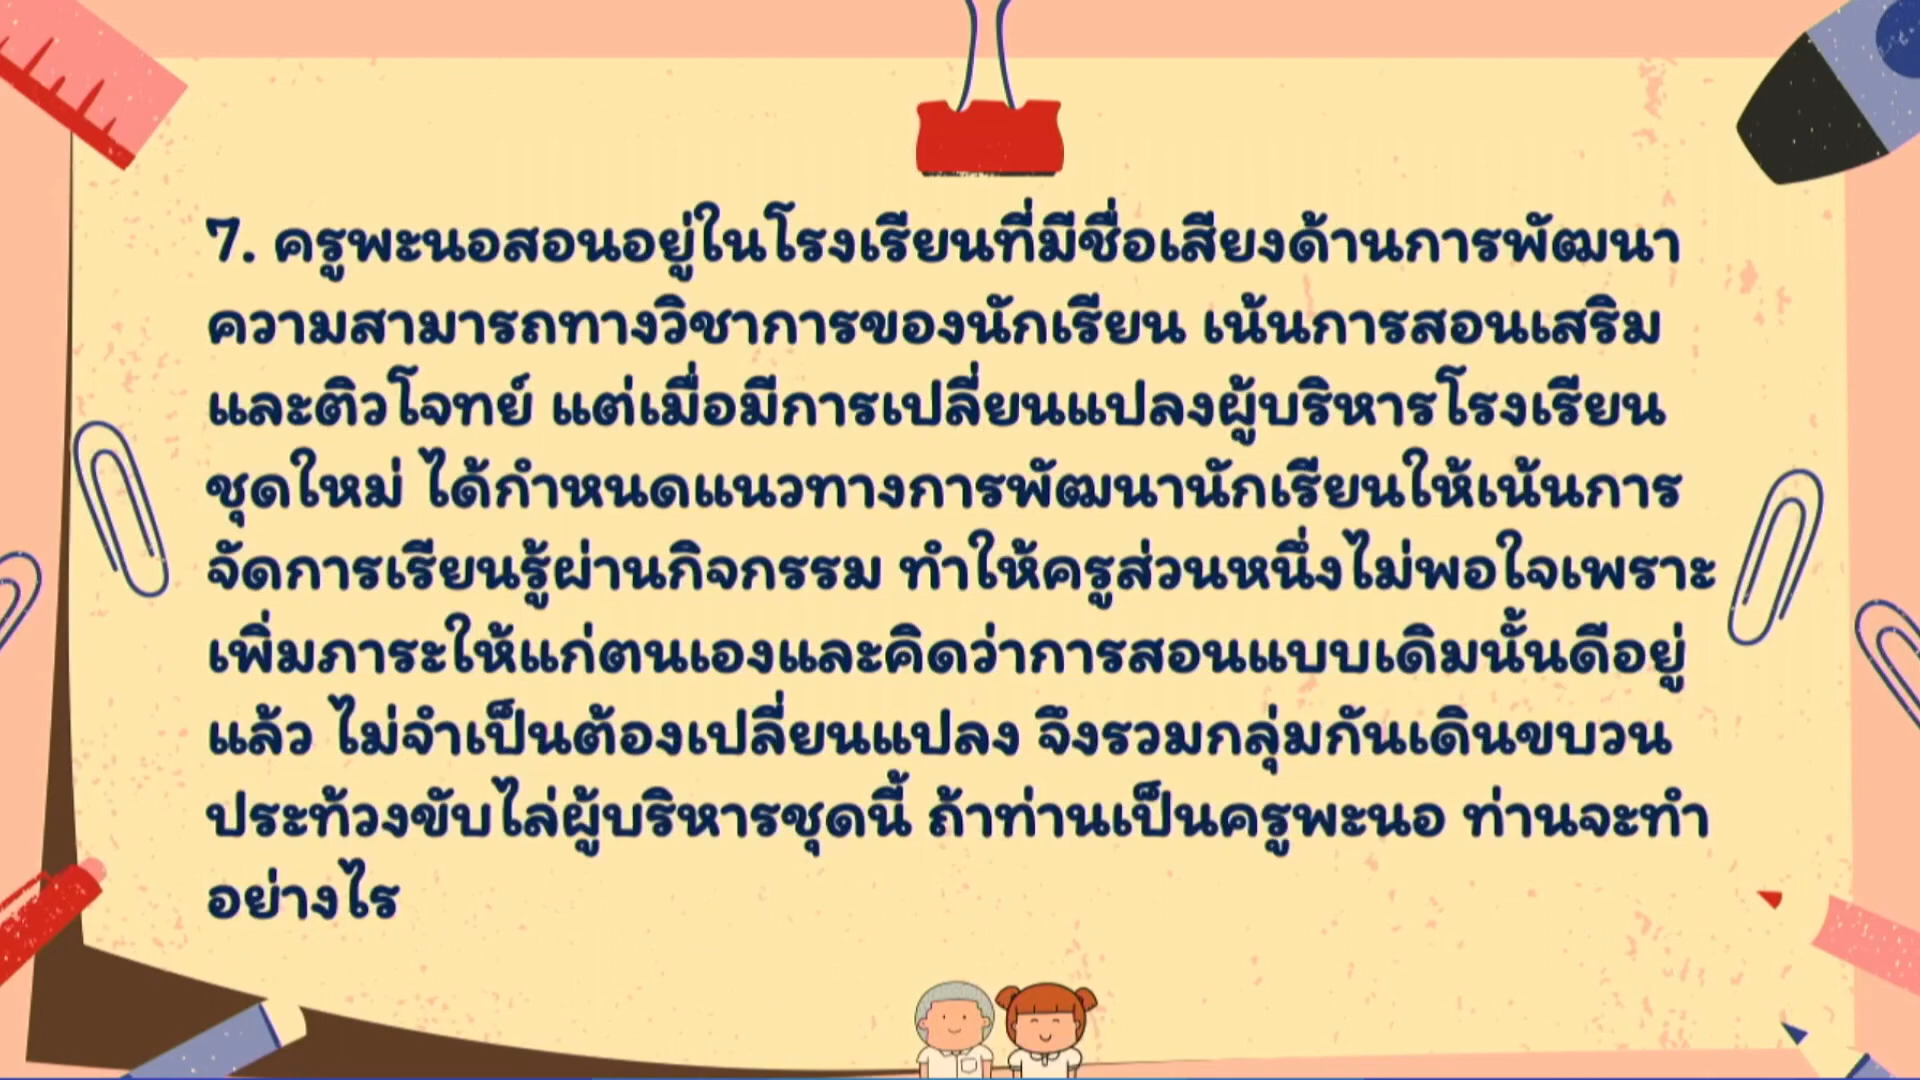 7. ครูพะนอสอนอยู่ในโรงเรียนที่มีชื่อเสียงด้านการพัฒนา
ความสามารถทางวิชาการของนักเรียน เน้นการสอนเสริม
และติวโจทย์ แต่เมื่อมีการเปลี่ยนแปลงผู้บริหารโรงเรียน
ชุดใหม่ ได้กำหนดแนวทางการพัฒนานักเรียนให้เน้นการ
จัดการเรียนรู้ผ่านกิจกรรม ทำให้ครูส่วนหนึ่งไม่พอใจเพราะ
เพิ่มภาระให้แก่ตนเองและคิดว่าการสอนแบบเดิมนั้นดีอยู่
แล้ว ไม่จำเป็นต้องเปลี่ยนแปลง จึงรวมกลุ่มกันเดินขบวน
ประท้วงขับไล่ผู้บริหารชุดนี้ ถ้าท่านเป็นครูพะนอ ท่านจะทำ
อย่างไร